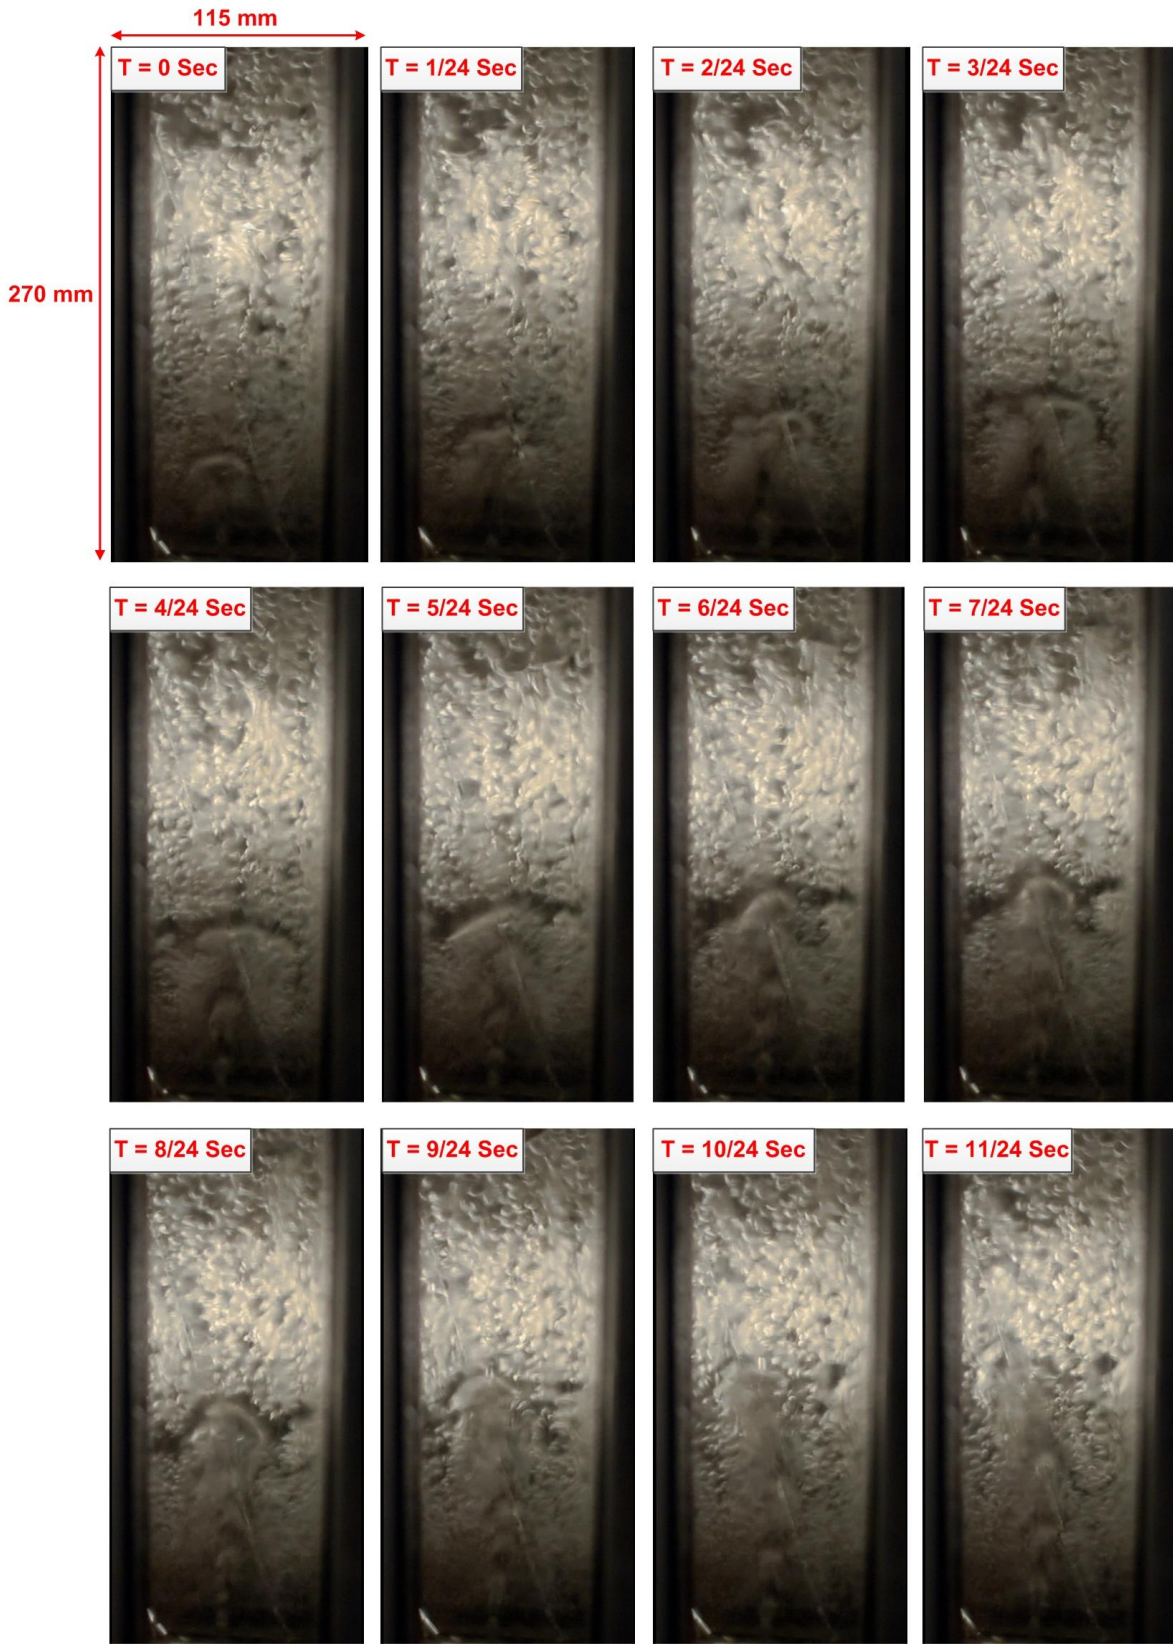 115 mm
T = 0 Sec
T = 1/24 Sec
T = 2/24 Sec
T = 3/24 Sec
270 mm
T = 4/24 Sec
T = 5/24 Sec
T = 6/24 Sec
T = 7/24 Sec
T = 8/24 Sec
T = 9/24 Sec
T = 10/24 Sec
T = 11/24 Sec